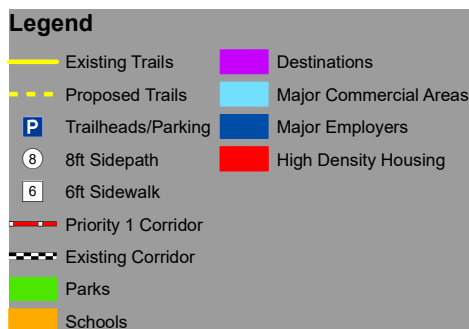 Legend
Existing Trails
Proposed Trails
P Trailheads/Parking
8 8ft Sidepath
6 6ft Sidewalk
Priority 1 Corridor
Existing Corridor
Parks
Schools
Destinations
Major Commercial Areas
Major Employers
High Density Housing